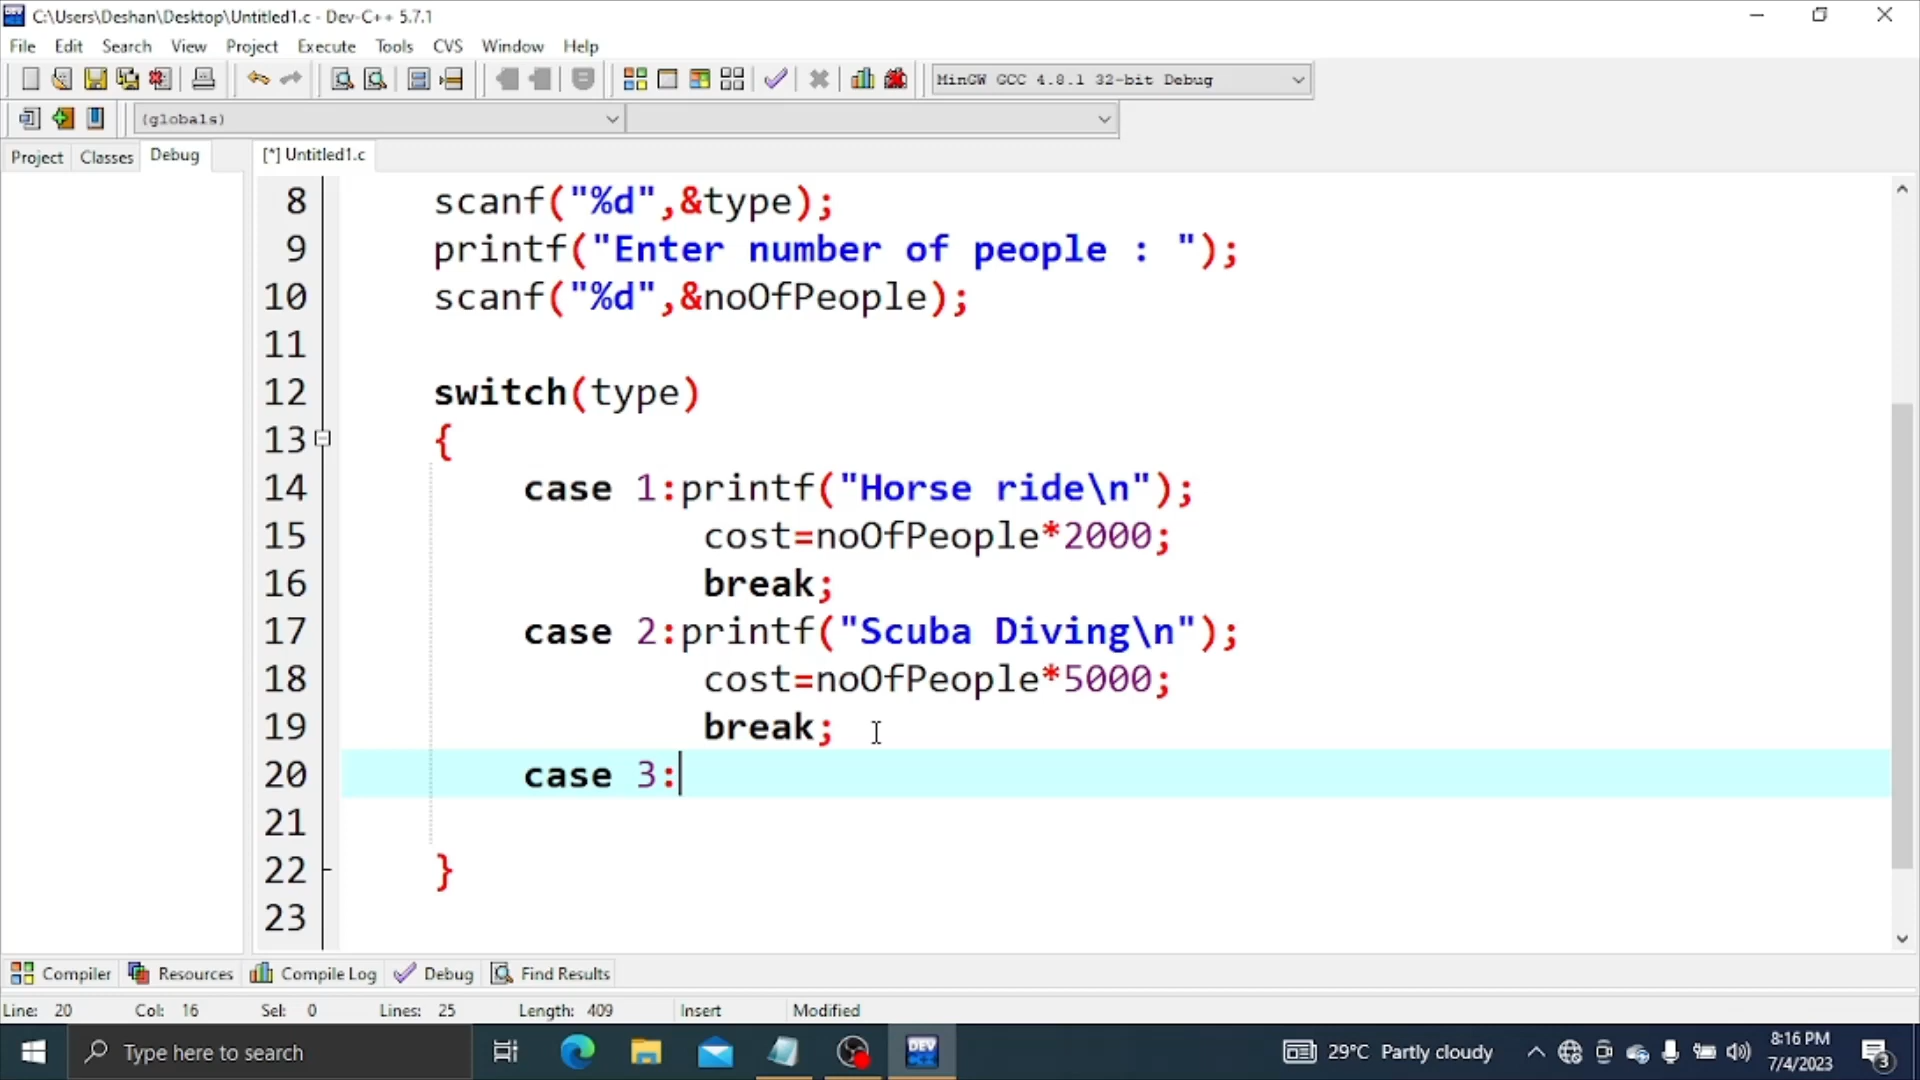 C:\Users\Deshan\Desktop\Untitled1.c - Dev-C++ 5.7.1
File Edit Search View Project Execute Tools CVS Window Help
MinGW GCC 4.8.1 32-bit Debug
(globals)
Project Classes Debug [*] Untitled1.c
8 scanf("%d",&type);
9 printf("Enter number of people : ");
10 scanf("%d",&noOfPeople);
11
12 switch(type)
13 {
14 case 1:printf("Horse ride\n");
15 cost=noOfPeople*2000;
16 break;
17 case 2:printf("Scuba Diving\n");
18 cost=noOfPeople*5000;
19 break;
20 case 3:
21
22 }
23
Compiler Resources Compile Log Debug Find Results
Line: 20 Col: 16 Sel: 0 Lines: 25 Length: 409 Insert Modified
Type here to search DEV 29°C Partly cloudy 8:16 PM
7/4/2023 3